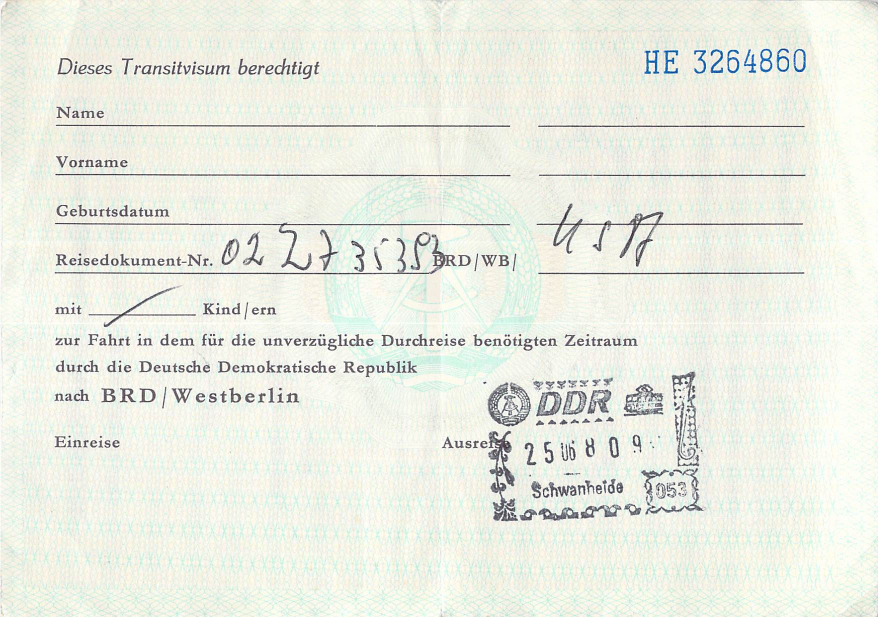 Dieses Transitvisum berechtigt HE 3264860
Name
Vorname
Geburtsdatum
Reisedokument-Nr. BRD/WB/
mit Kind/ern
zur Fahrt in dem für die unverzügliche Durchreise benötigten Zeitraum
durch die Deutsche Demokratische Republik
nach BRD/Westberlin
Einreise Ausreise
DDR
25 06 80 9
Schwanheide 053